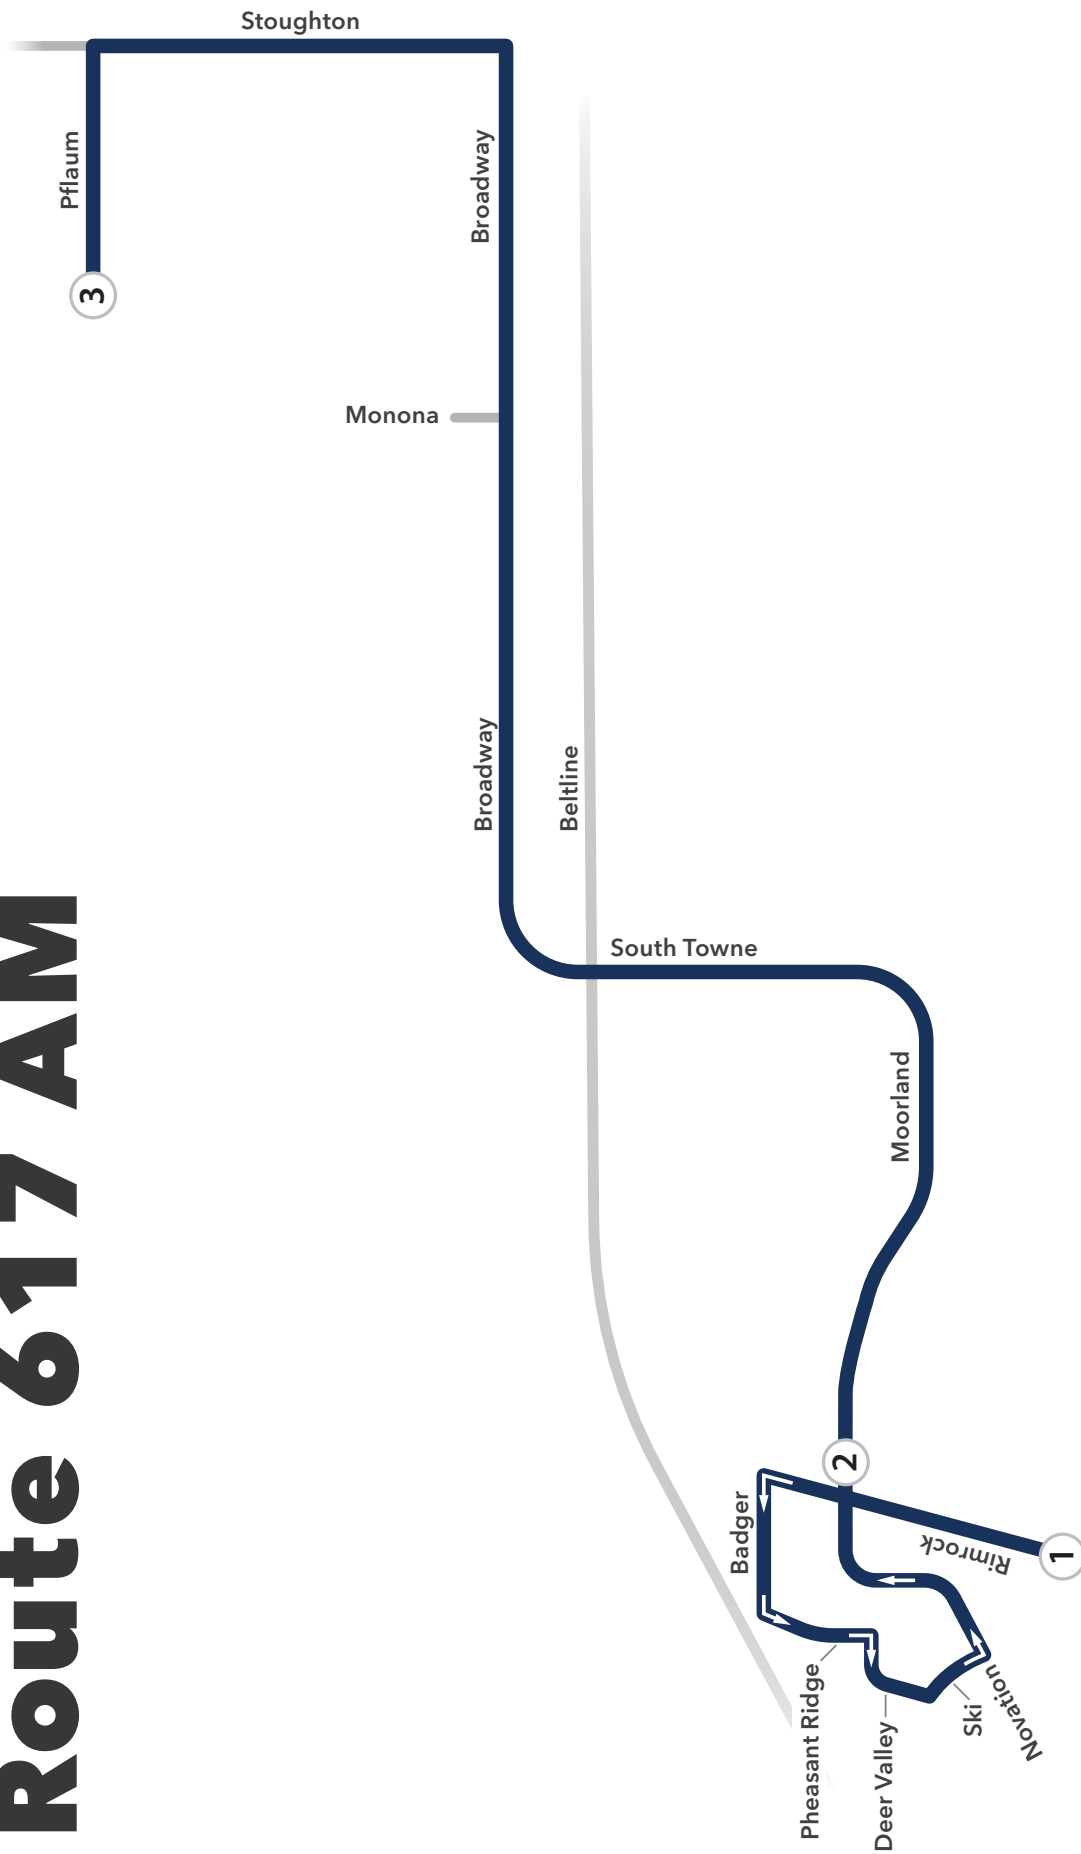 Route 617 AM
Stoughton
Pflaum
Broadway
3
Monona
Broadway
Beltline
South Towne
Moorland
2
Badger
Rimrock
1
Pheasant Ridge
Deer Valley
Ski
Novation